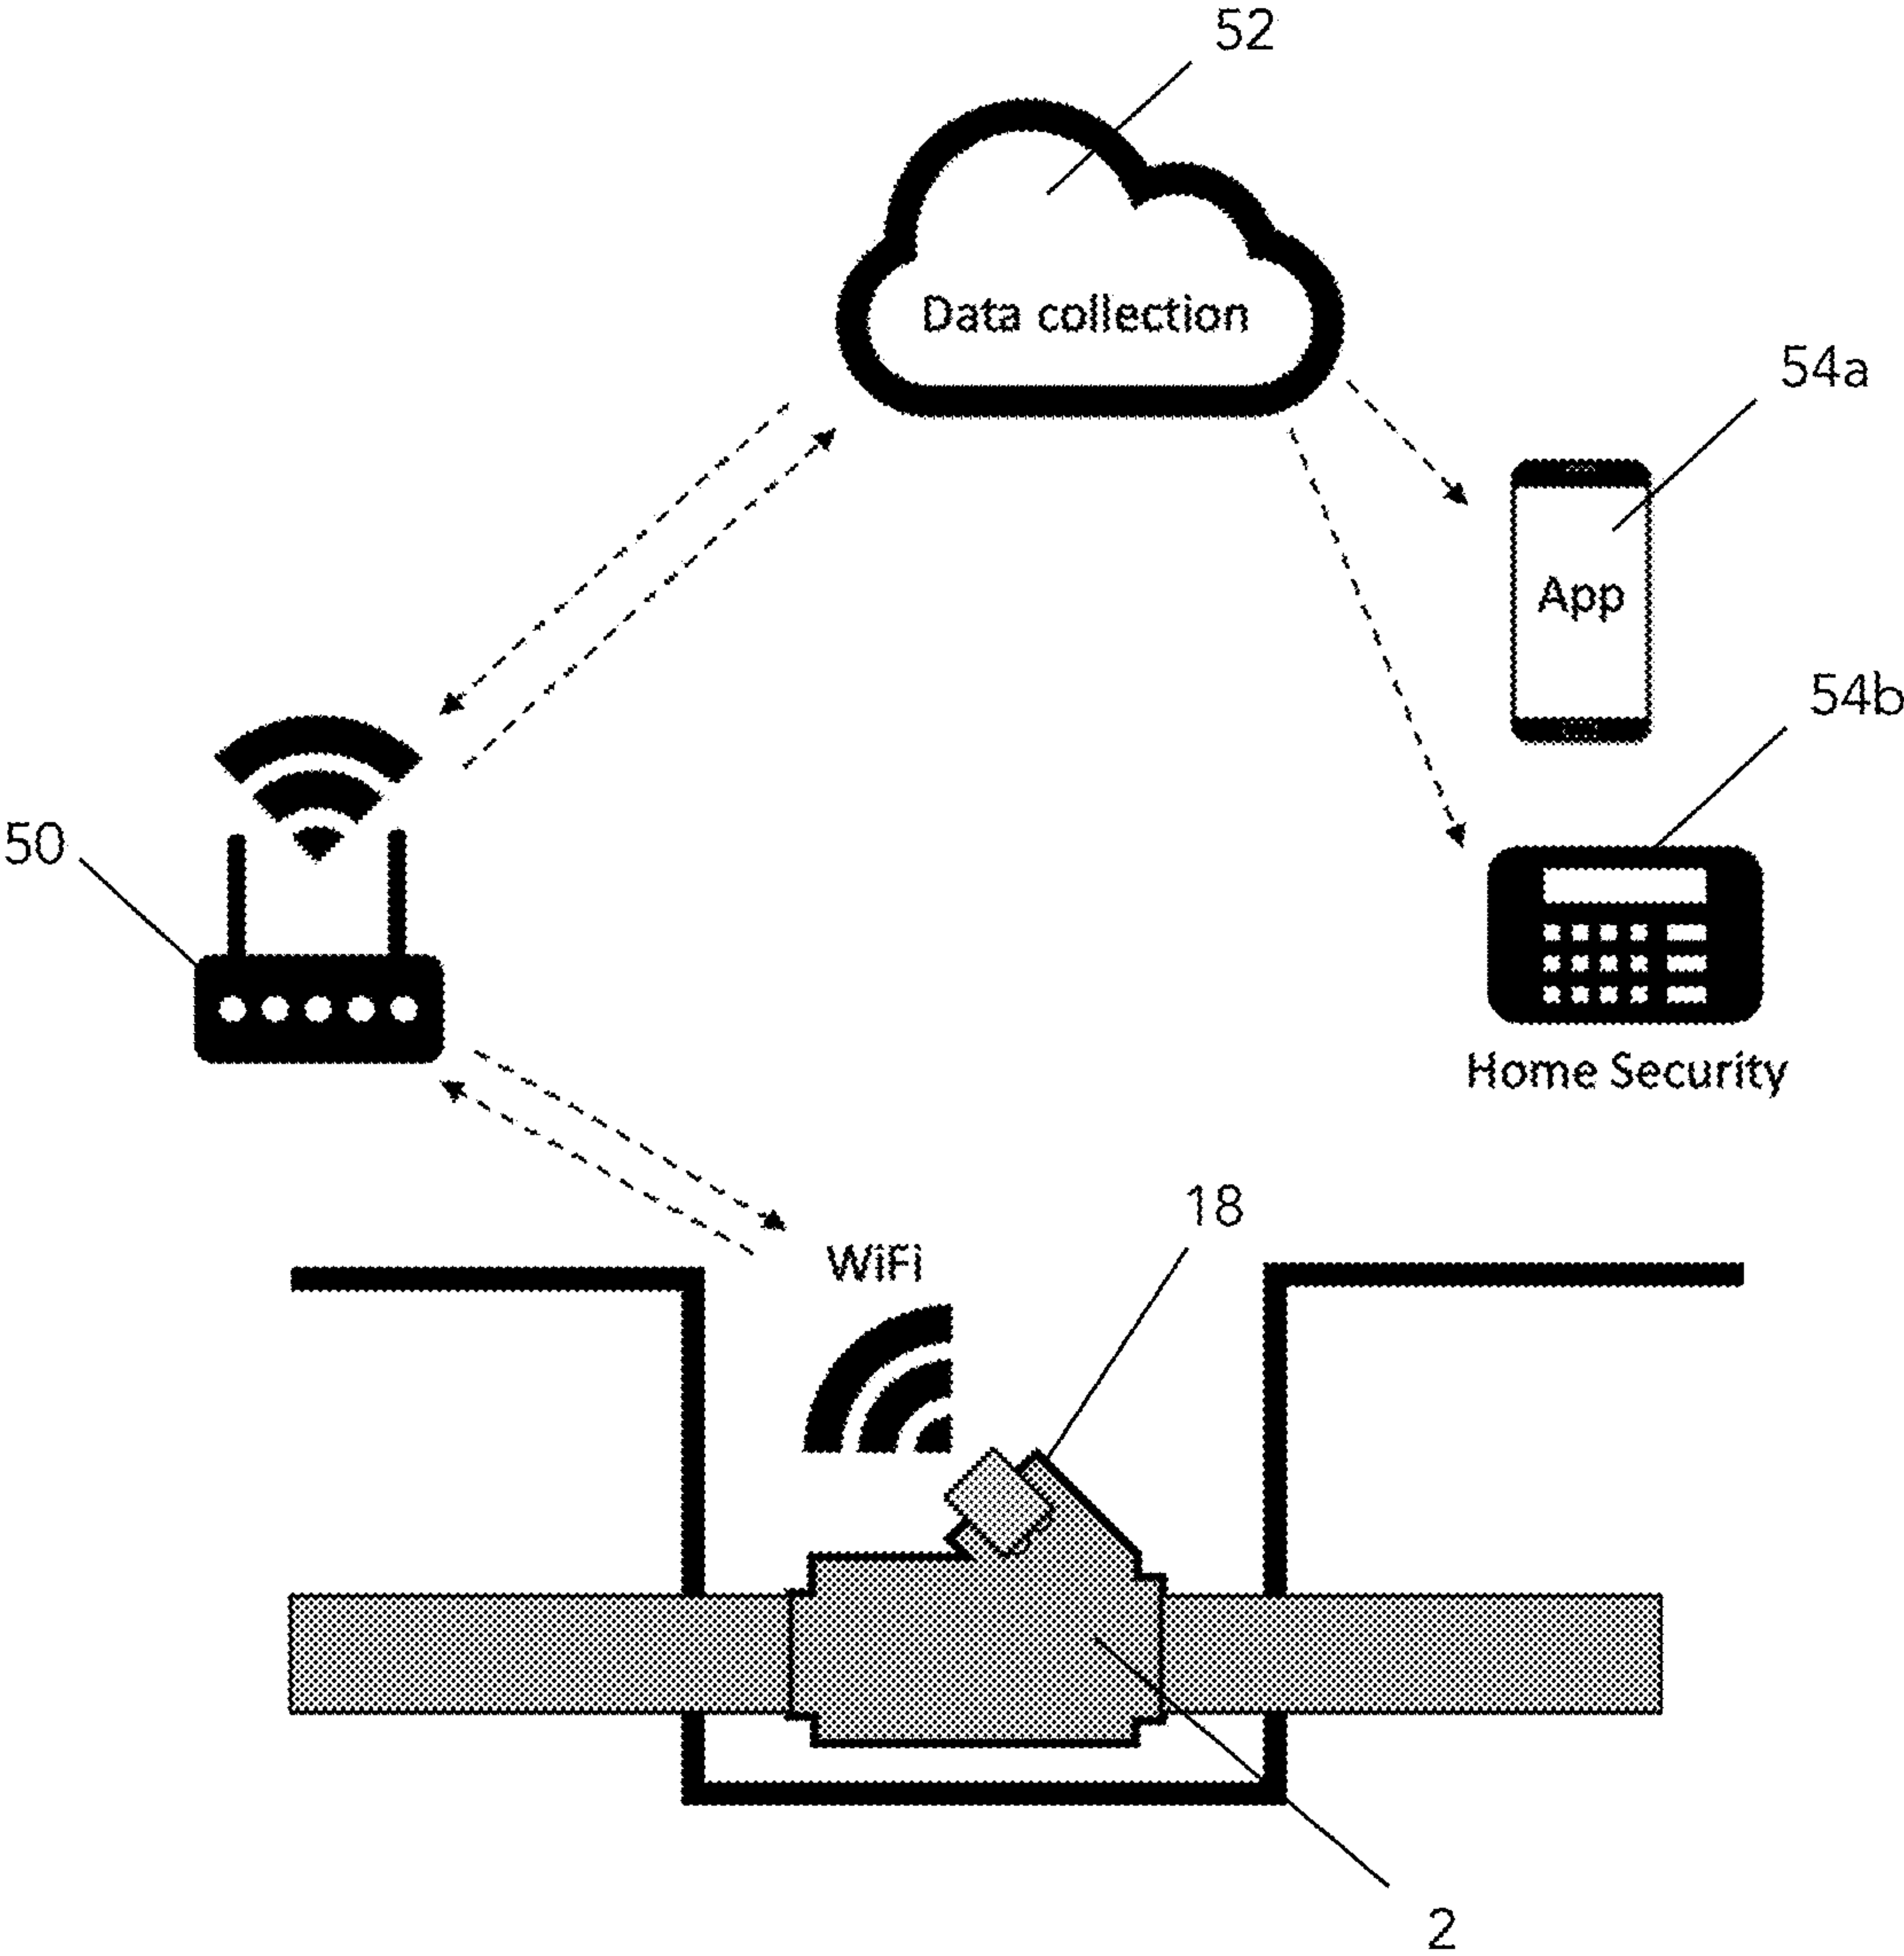 52
Data collection
54a
App
54b
50
Home Security
18
WiFi
2